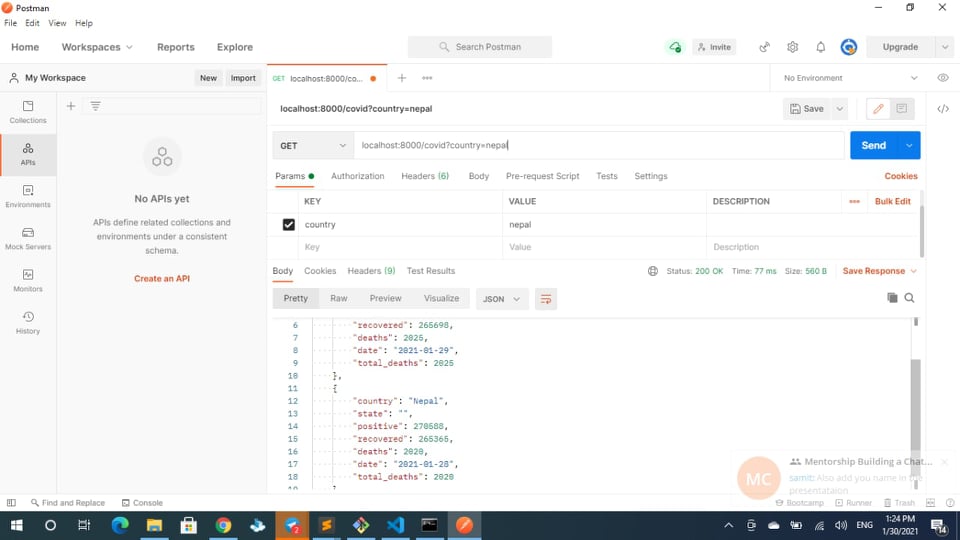 Postman
File Edit View Help
Home Workspaces Reports Explore Search Postman Invite Upgrade
My Workspace New Import GET localhost:8000/co... No Environment
localhost:8000/covid?country=nepal Save
GET localhost:8000/covid?country=nepal Send
Params Authorization Headers (6) Body Pre-request Script Tests Settings Cookies
KEY VALUE DESCRIPTION Bulk Edit
country nepal
Key Value Description
Body Cookies Headers (9) Test Results Status: 200 OK Time: 77 ms Size: 560 B Save Response
Pretty Raw Preview Visualize JSON
6 "recovered": 265698,
7 "deaths": 2025,
8 "date": "2021-01-29",
9 "total_deaths": 2025
10 },
11 {
12 "country": "Nepal",
13 "state": "",
14 "positive": 270588,
15 "recovered": 265365,
16 "deaths": 2020,
17 "date": "2021-01-28",
18 "total_deaths": 2020
Collections
APIs
Environments
Mock Servers
Monitors
History
No APIs yet
APIs define related collections and
environments under a consistent
schema.
Create an API
MC
Mentorship Building a Chat...
samit: Also add you name in the
presentataion
Find and Replace Console Bootcamp Runner Trash
2
ENG
1:24 PM
1/30/2021
14